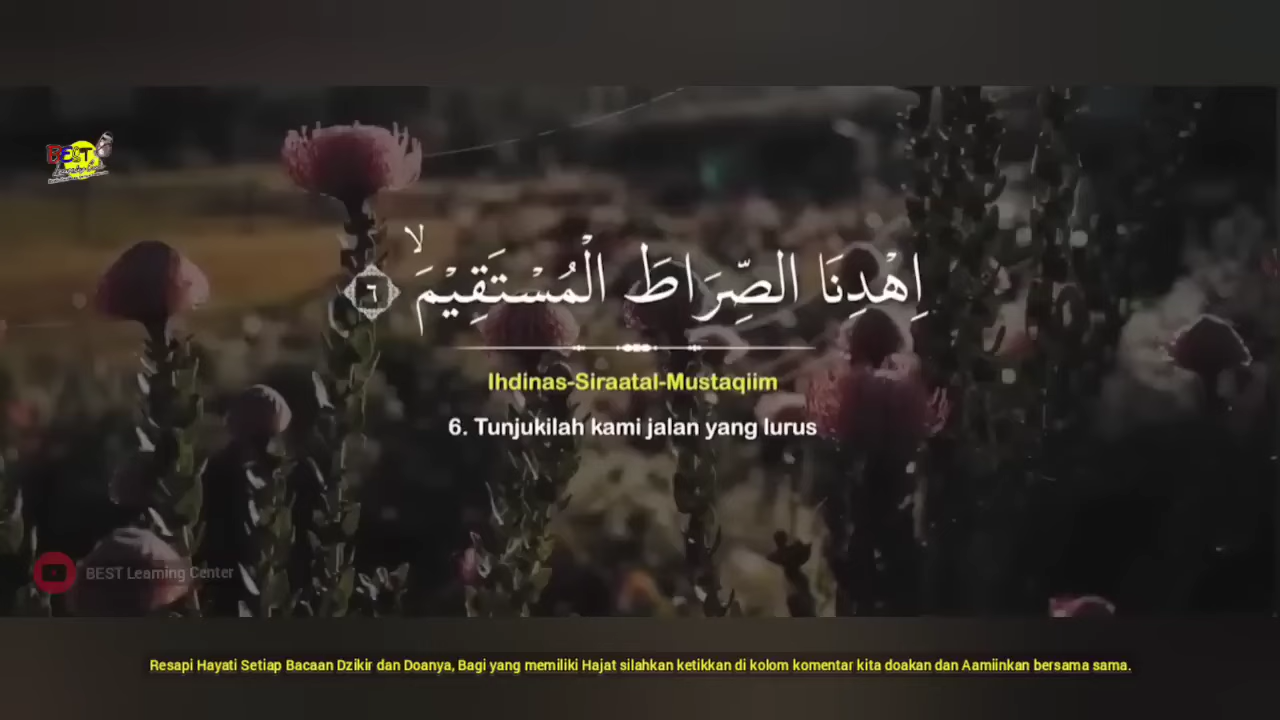 BEST
اِهْدِنَا الصِّرَاطَ الْمُسْتَقِيْمَۙ ٦
Ihdinas-Siraatal-Mustaqiim
6. Tunjukilah kami jalan yang lurus
BEST Learning Center
Resapi Hayati Setiap Bacaan Dzikir dan Doanya, Bagi yang memiliki Hajat silahkan ketikkan di kolom komentar kita doakan dan Aamiinkan bersama sama.